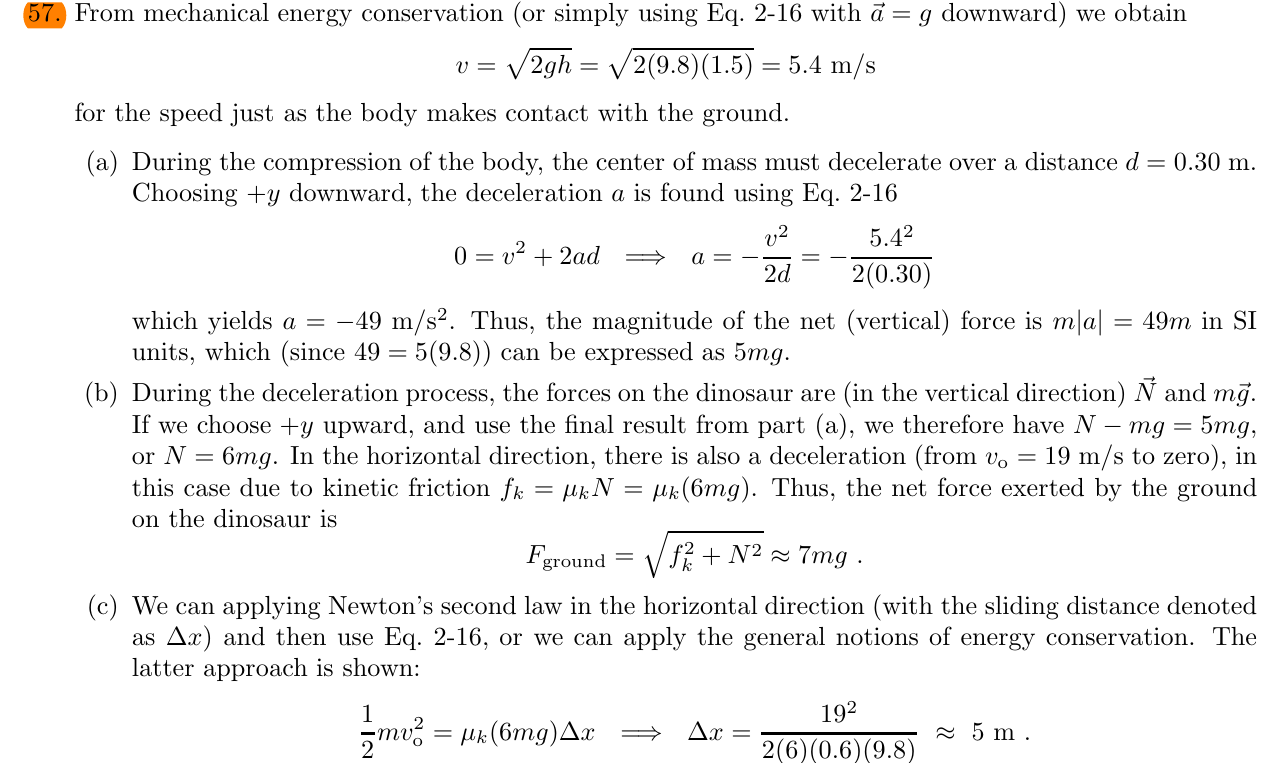 57. From mechanical energy conservation (or simply using Eq. 2-16 with $\vec{a} = g$ downward) we obtain
$v = \sqrt{2gh} = \sqrt{2(9.8)(1.5)} = 5.4 \text{ m/s}$
for the speed just as the body makes contact with the ground.
(a) During the compression of the body, the center of mass must decelerate over a distance $d = 0.30$ m.
Choosing $+y$ downward, the deceleration $a$ is found using Eq. 2-16
$0 = v^2 + 2ad \implies a = -\frac{v^2}{2d} = -\frac{5.4^2}{2(0.30)}$
which yields $a = -49 \text{ m/s}^2$. Thus, the magnitude of the net (vertical) force is $m|a| = 49m$ in SI
units, which (since $49 = 5(9.8)$) can be expressed as $5mg$.
(b) During the deceleration process, the forces on the dinosaur are (in the vertical direction) $\vec{N}$ and $m\vec{g}$.
If we choose $+y$ upward, and use the final result from part (a), we therefore have $N - mg = 5mg$,
or $N = 6mg$. In the horizontal direction, there is also a deceleration (from $v_\text{o} = 19$ m/s to zero), in
this case due to kinetic friction $f_k = \mu_k N = \mu_k(6mg)$. Thus, the net force exerted by the ground
on the dinosaur is
$F_{\text{ground}} = \sqrt{f_k^2 + N^2} \approx 7mg$ .
(c) We can applying Newton's second law in the horizontal direction (with the sliding distance denoted
as $\Delta x$) and then use Eq. 2-16, or we can apply the general notions of energy conservation. The
latter approach is shown:
$\frac{1}{2}mv_\text{o}^2 = \mu_k(6mg)\Delta x \implies \Delta x = \frac{19^2}{2(6)(0.6)(9.8)} \approx 5 \text{ m}$ .